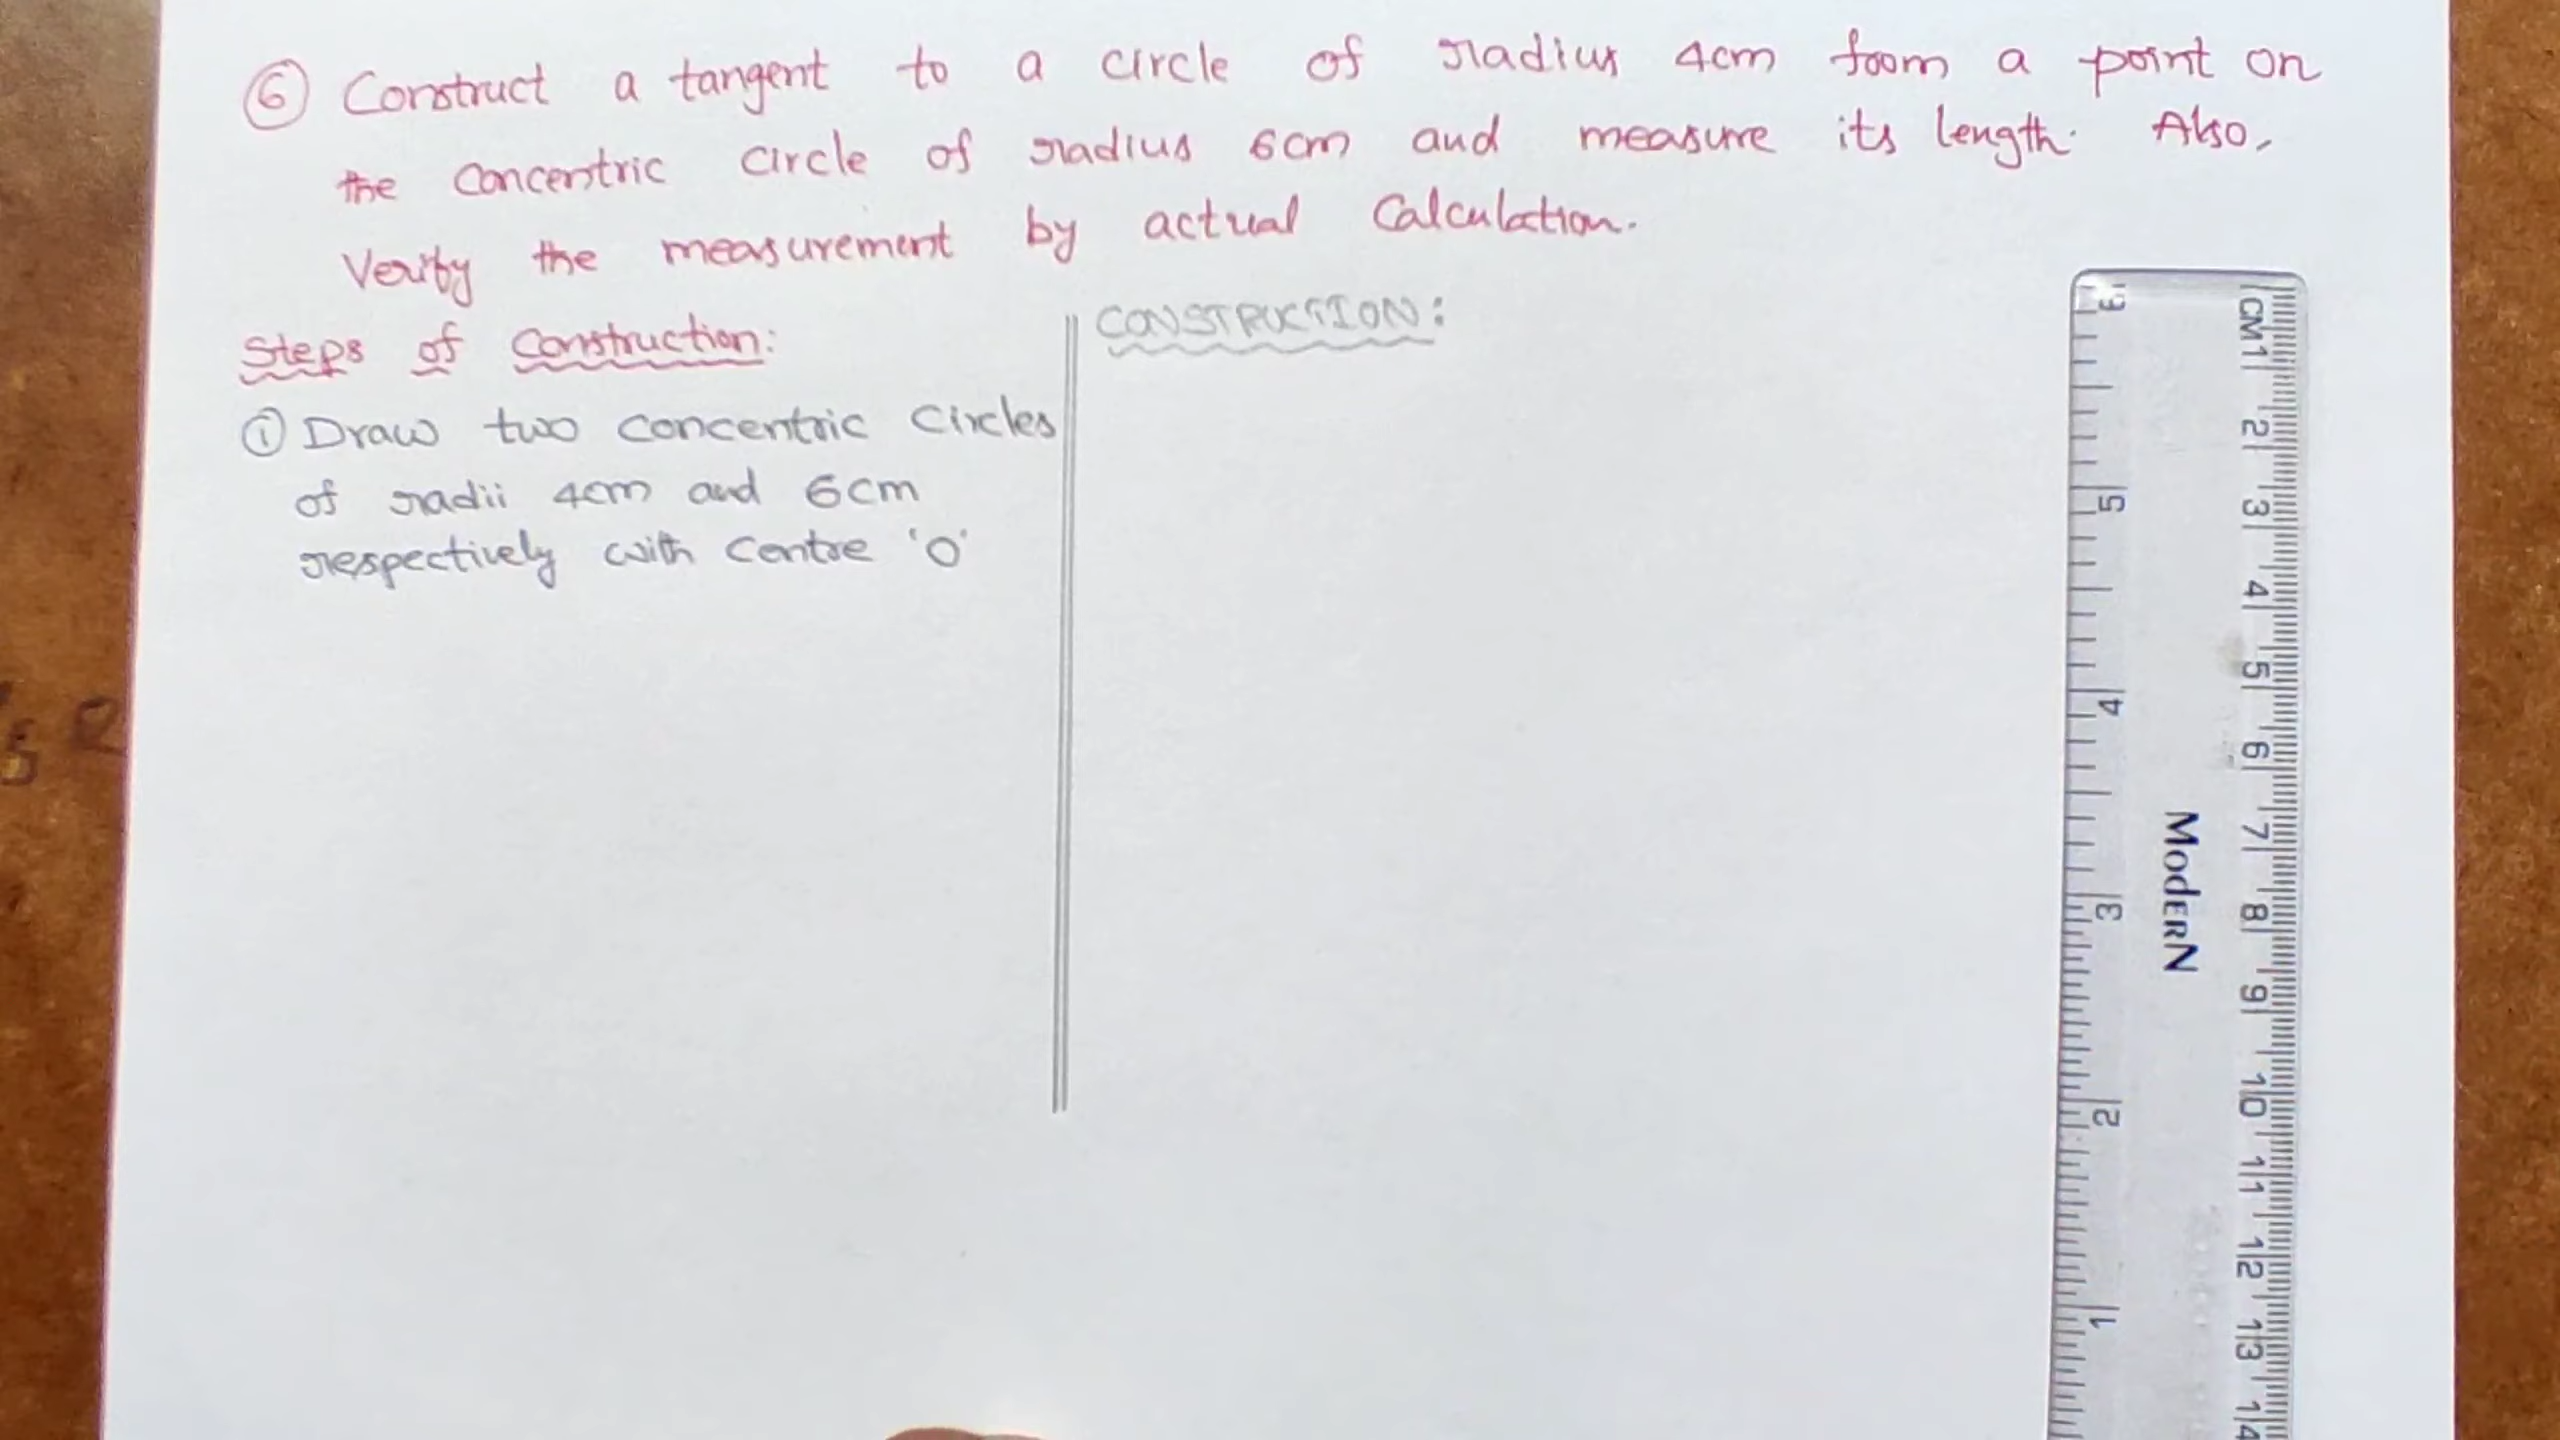 ⑥ Construct a tangent to a circle of radius 4cm from a point on
the concentric circle of radius 6cm and measure its length. Also,
Verify the measurement by actual Calculation.
Steps of Construction:
① Draw two concentric Circles
of radii 4cm and 6cm
respectively with Centre 'O'
CONSTRUCTION:
CM 1 2 3 4 5 6 7 8 9 10 11 12 13 14
5 4 3 2 1
MODERN